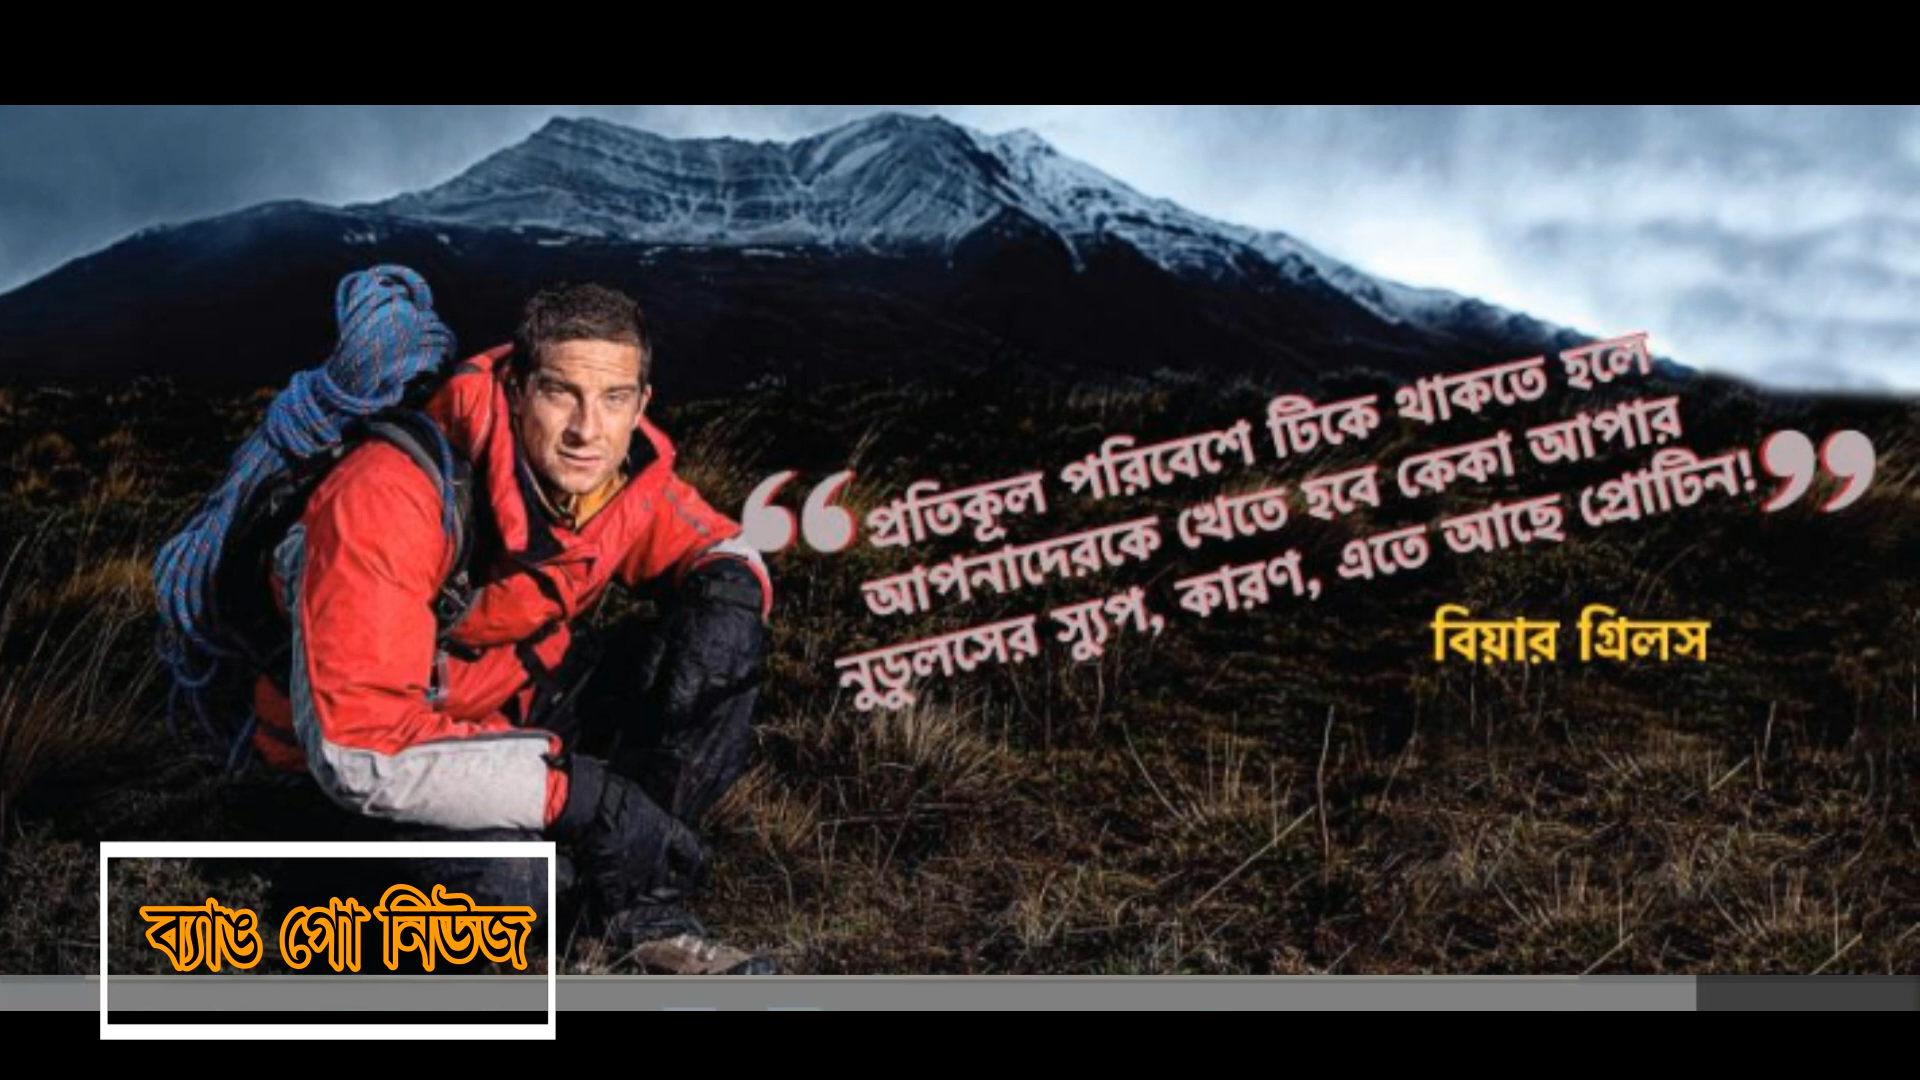 “প্রতিকূল পরিবেশে টিকে থাকতে হলে
আপনাদেরকে খেতে হবে কেকা আপার
নুডুলসের স্যুপ, কারণ, এতে আছে প্রোটিন!”
বিয়ার গ্রিলস
ব্যাঙ গো নিউজ